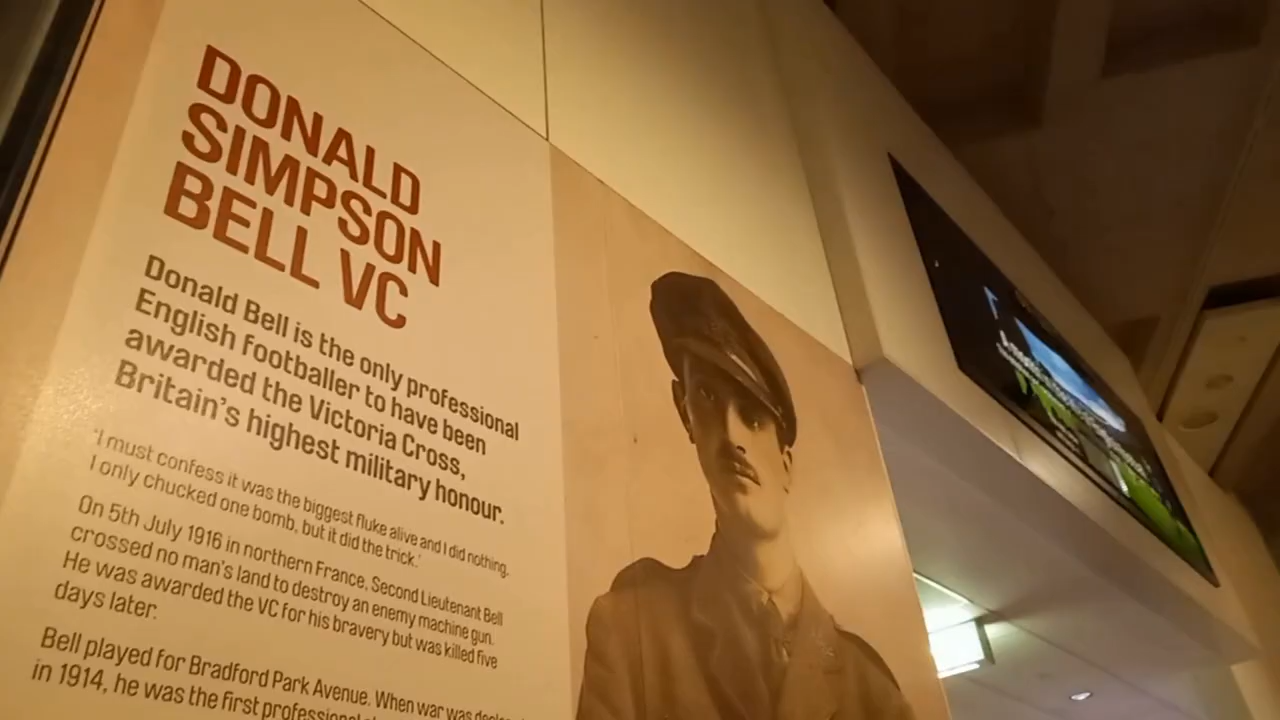 DONALD
SIMPSON
BELL VC
Donald Bell is the only professional
English footballer to have been
awarded the Victoria Cross,
Britain's highest military honour.
'I must confess it was the biggest fluke alive and I did nothing.
I only chucked one bomb, but it did the trick.'
On 5th July 1916 in northern France, Second Lieutenant Bell
crossed no man's land to destroy an enemy machine gun.
He was awarded the VC for his bravery but was killed five
days later.
Bell played for Bradford Park Avenue. When war was
in 1914, he was the first